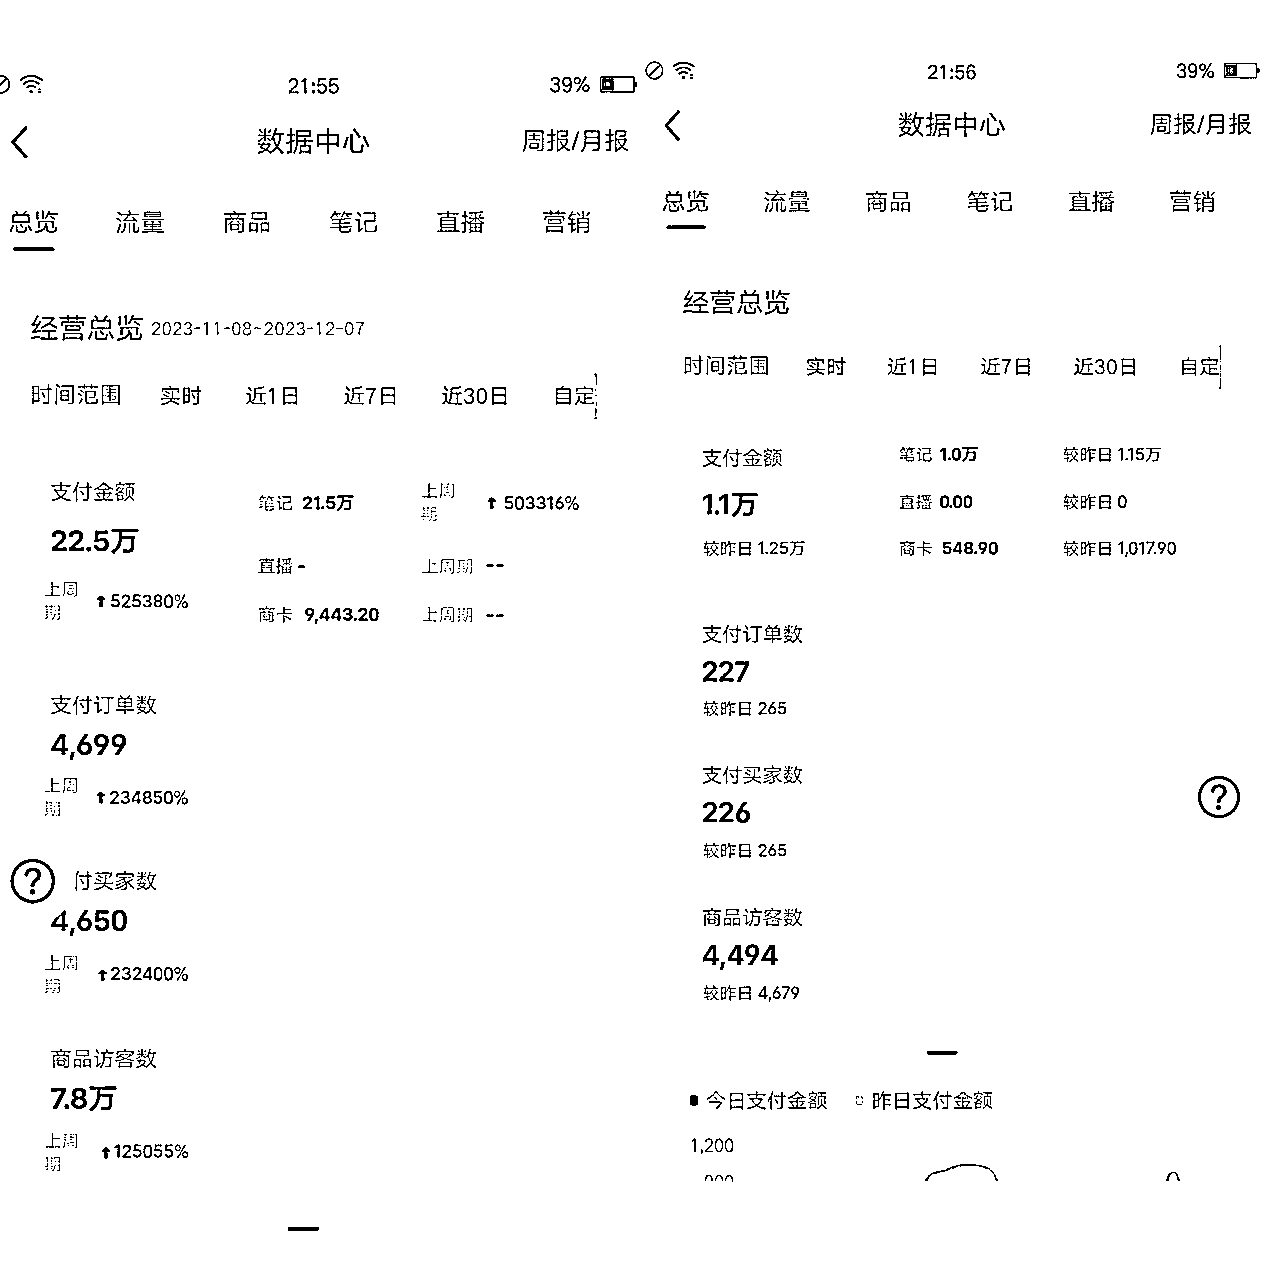 21:55
39%
数据中心
周报/月报
总览 流量 商品 笔记 直播 营销
经营总览 2023-11-08~2023-12-07
时间范围 实时 近1日 近7日 近30日 自定
支付金额
22.5万
上周期 ↑525380%
笔记 21.5万 上周期 ↑ 503316%
直播 - 上周期 --
商卡 9,443.20 上周期 --
支付订单数
4,699
上周期 ↑234850%
付买家数
4,650
上周期 ↑232400%
商品访客数
7.8万
上周期 ↑125055%
21:56
39%
数据中心
周报/月报
总览 流量 商品 笔记 直播 营销
经营总览
时间范围 实时 近1日 近7日 近30日 自定
支付金额
1.1万
较昨日 1.25万
笔记 1.0万 较昨日 1.15万
直播 0.00 较昨日 0
商卡 548.90 较昨日 1,017.90
支付订单数
227
较昨日 265
支付买家数
226
较昨日 265
商品访客数
4,494
较昨日 4,679
今日支付金额 昨日支付金额
1,200